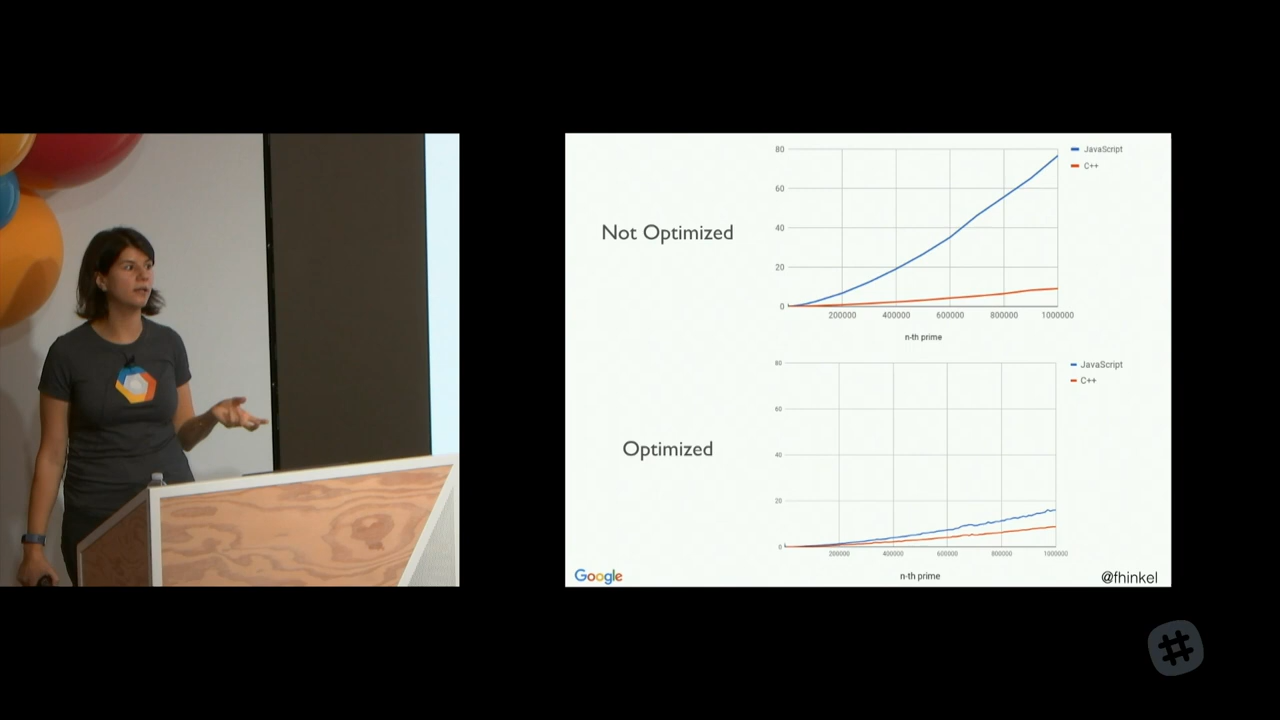 Not Optimized
80
60
40
20
0
200000 400000 600000 800000 1000000
n-th prime
JavaScript
C++
Optimized
80
60
40
20
0
200000 400000 600000 800000 1000000
n-th prime
JavaScript
C++
Google
@fhinkel
#